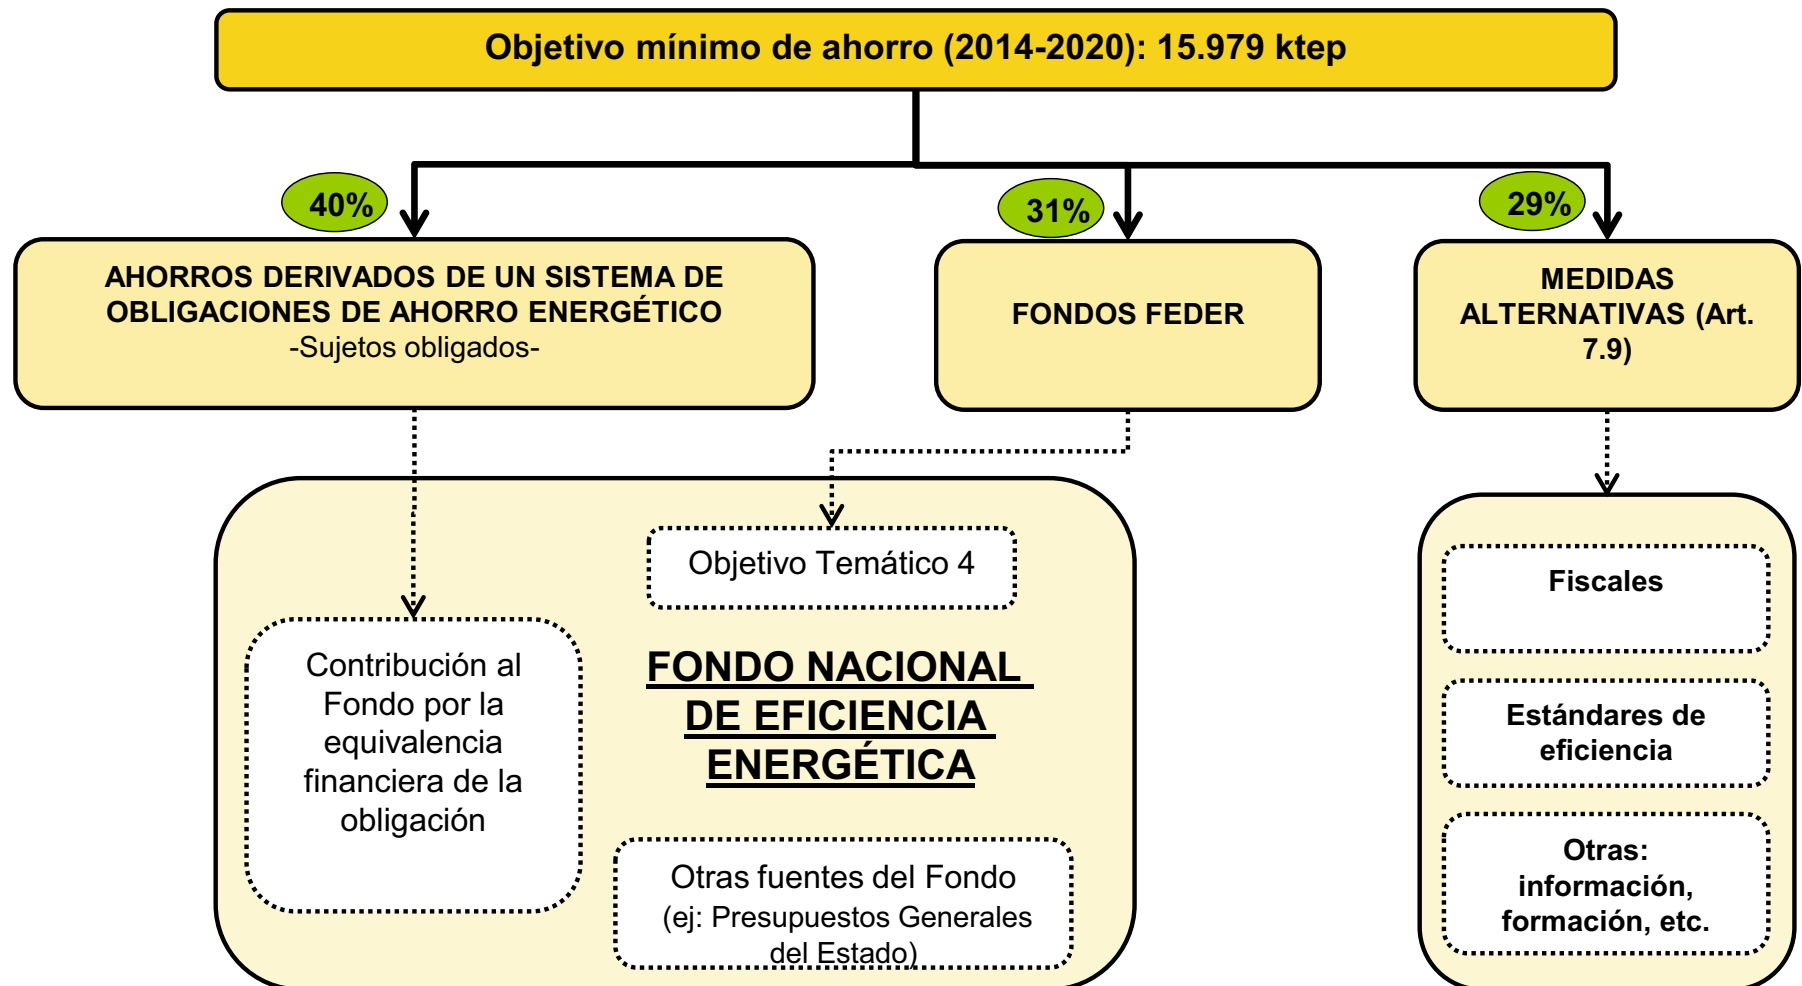 Objetivo mínimo de ahorro (2014-2020): 15.979 ktep
40%
31%
29%
AHORROS DERIVADOS DE UN SISTEMA DE
OBLIGACIONES DE AHORRO ENERGÉTICO
-Sujetos obligados-
FONDOS FEDER
MEDIDAS
ALTERNATIVAS (Art.
7.9)
Objetivo Temático 4
Contribución al
Fondo por la
equivalencia
financiera de la
obligación
FONDO NACIONAL
DE EFICIENCIA
ENERGÉTICA
Otras fuentes del Fondo
(ej: Presupuestos Generales
del Estado)
Fiscales
Estándares de
eficiencia
Otras:
información,
formación, etc.